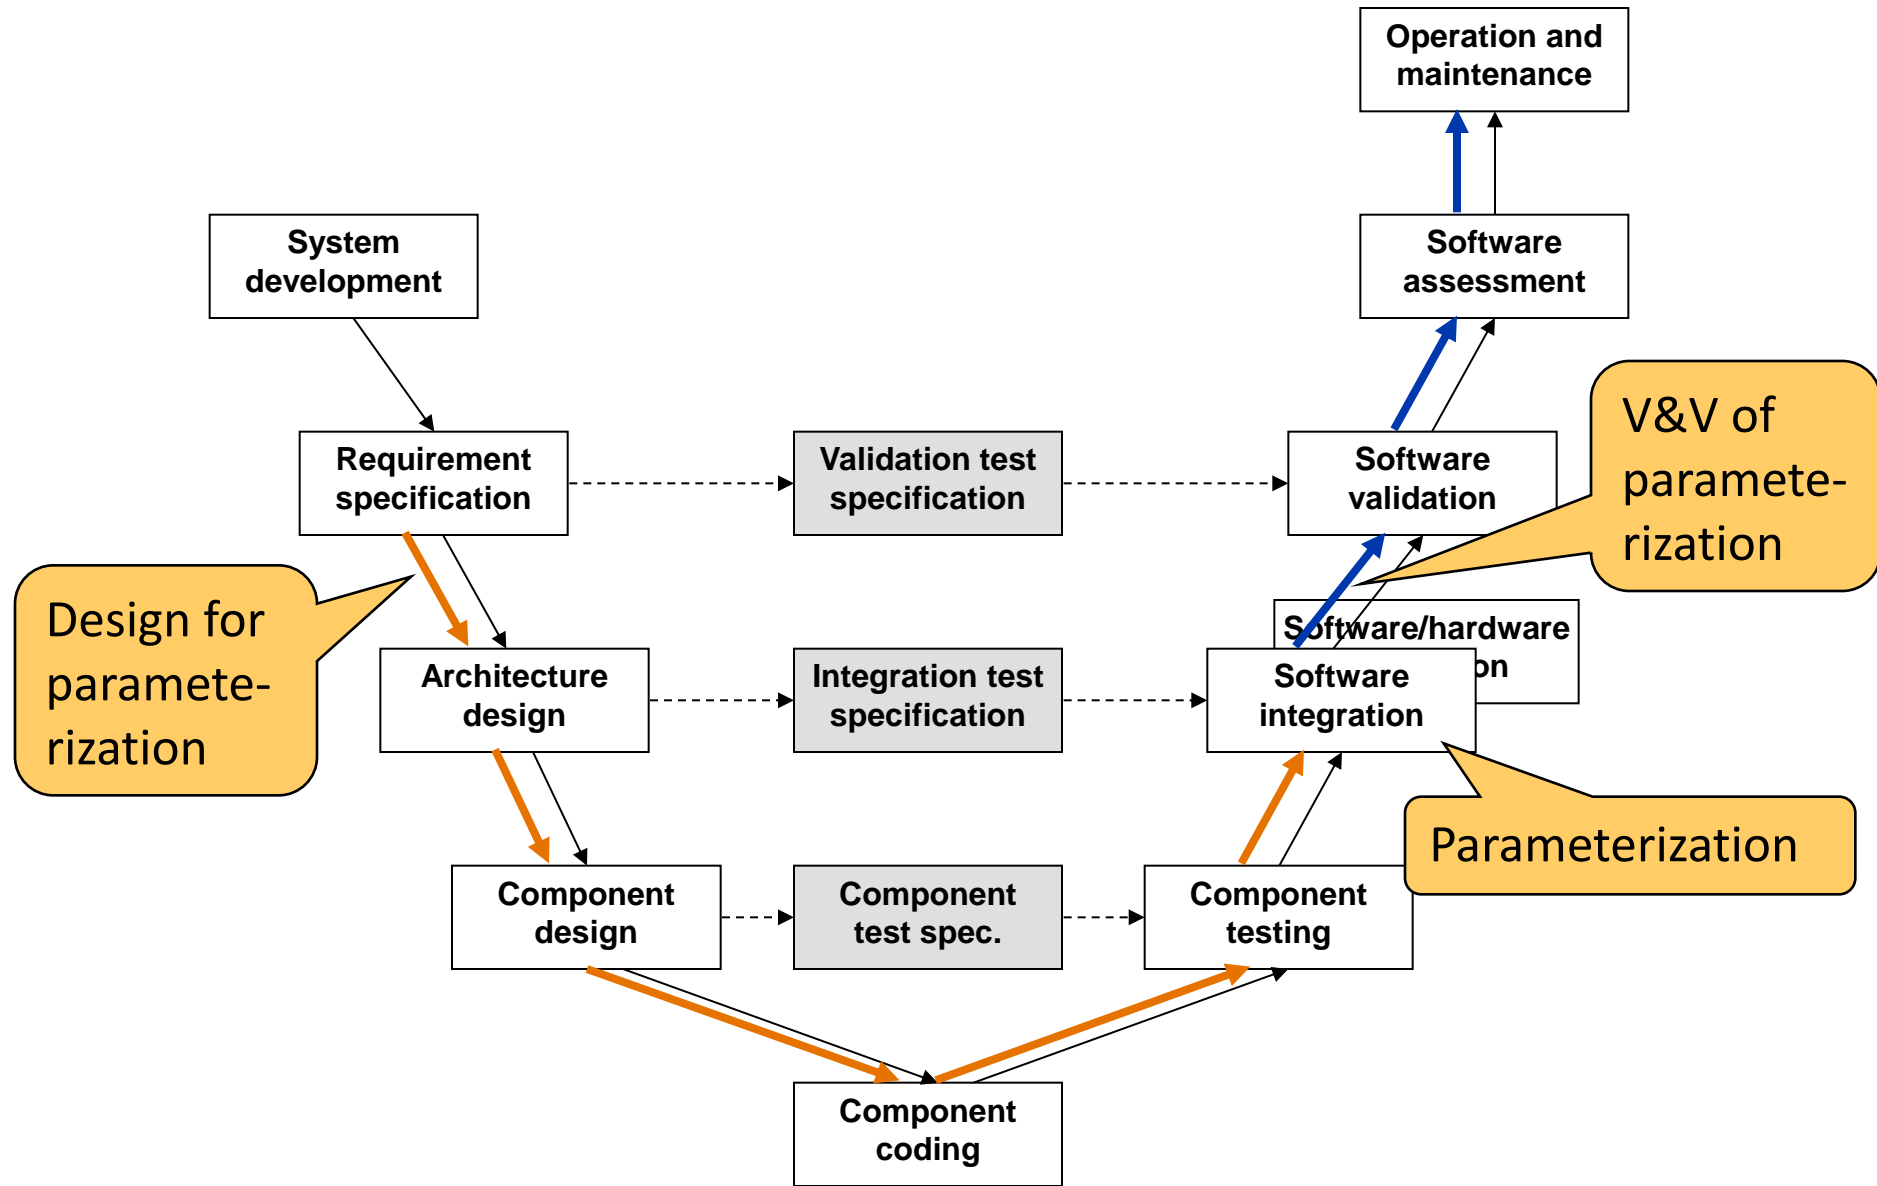 Operation and
maintenance
System
development
Software
assessment
Requirement
specification
Validation test
specification
Software
validation
V&V of
paramete-
rization
Design for
paramete-
rization
Software/hardware
on
Architecture
design
Integration test
specification
Software
integration
Parameterization
Component
design
Component
test spec.
Component
testing
Component
coding